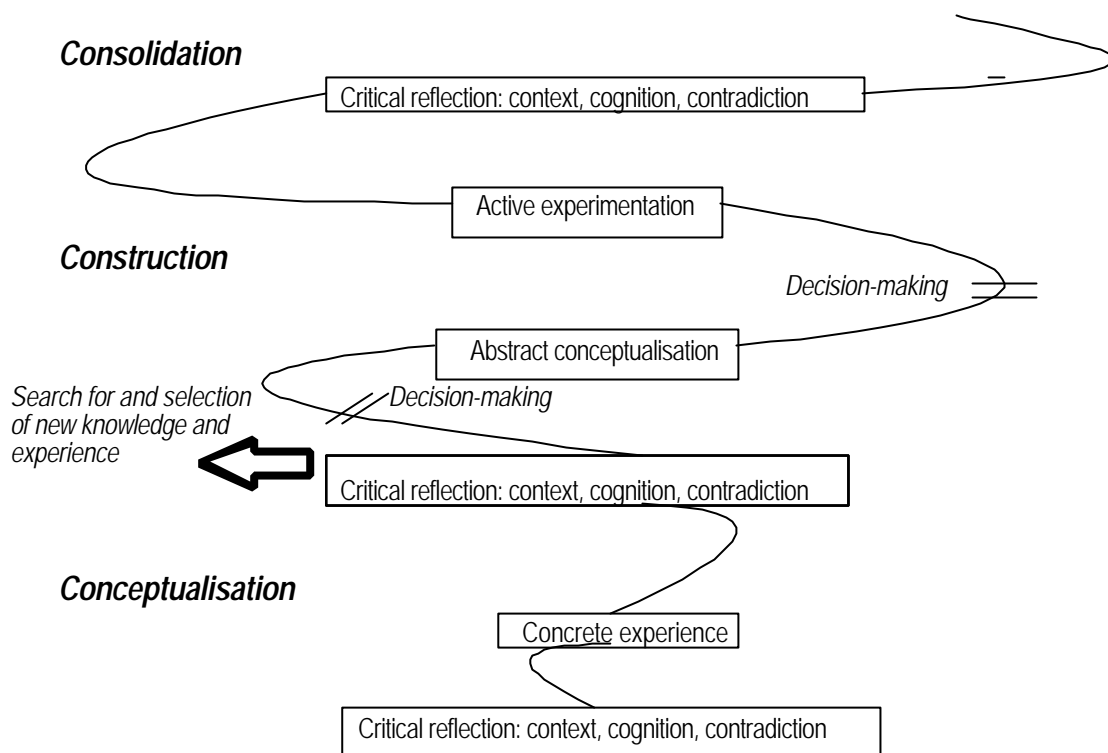 Consolidation
Critical reflection: context, cognition, contradiction
Active experimentation
Construction
Decision-making
Abstract conceptualisation
Search for and selection
of new knowledge and
experience
Decision-making
Critical reflection: context, cognition, contradiction
Conceptualisation
Concrete experience
Critical reflection: context, cognition, contradiction